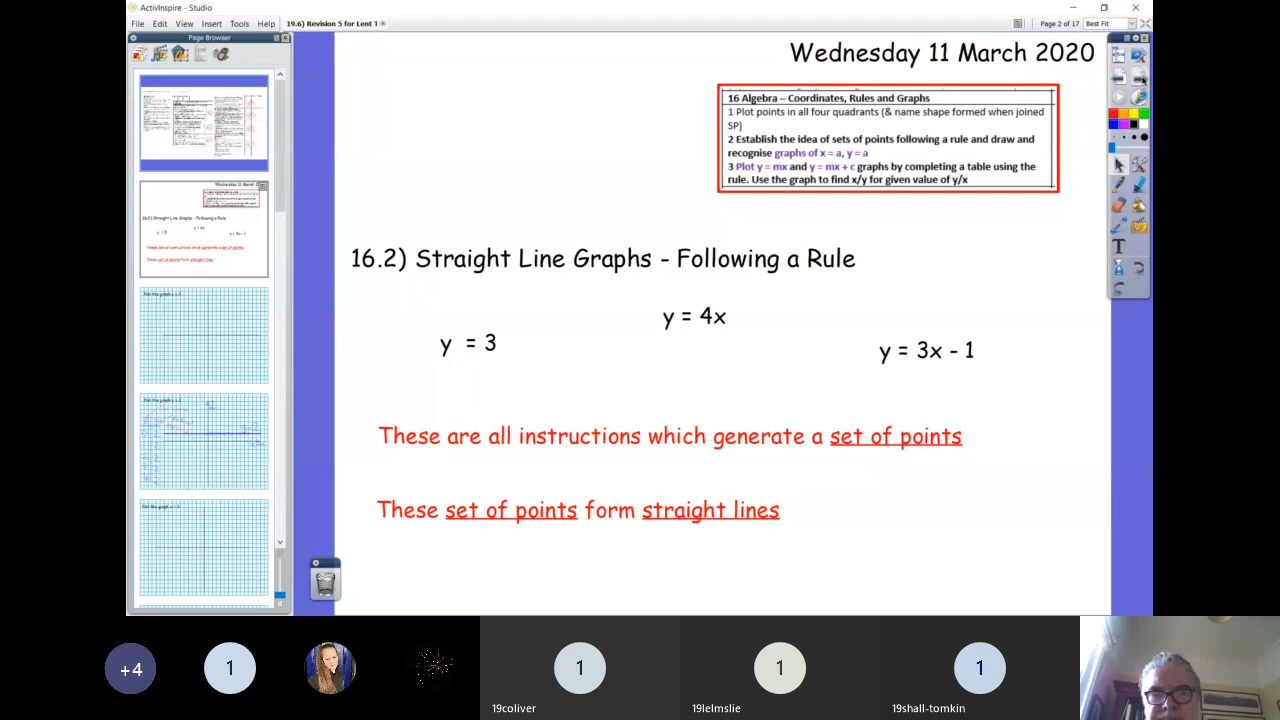 ActivInspire - Studio
File Edit View Insert Tools Help
19.6) Revision 5 for Lent 1
Page 2 of 17
Best Fit
Page Browser
Wednesday 11 March 2020
16 Algebra – Coordinates, Rules and Graphs
1 Plot points in all four quadrants (& name shape formed when joined
SP)
2 Establish the idea of sets of points following a rule and draw and
recognise graphs of x = a, y = a
3 Plot y = mx and y = mx + c graphs by completing a table using the
rule. Use the graph to find x/y for given value of y/x
16.2) Straight Line Graphs - Following a Rule
y = 4x
y = 3
y = 3x - 1
These are all instructions which generate a set of points
These set of points form straight lines
T
+4
1
1
1
1
19coliver
19lelmslie
19shall-tomkin